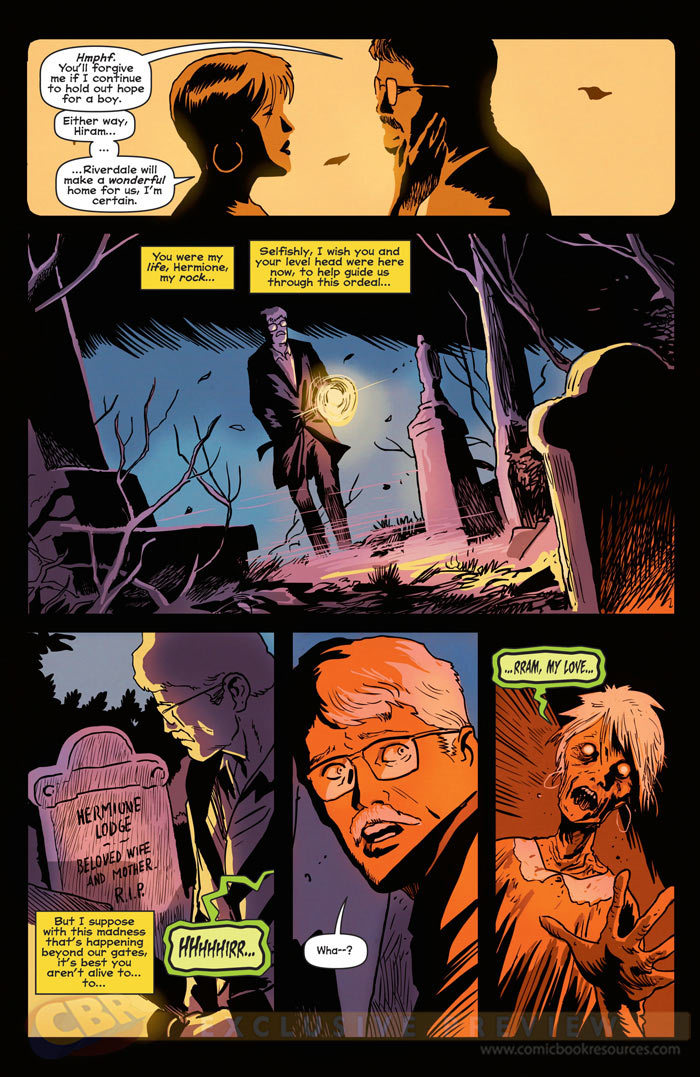 Hmphf.
You'll forgive
me if I continue
to hold out hope
for a boy.
Either way,
Hiram...
...
...Riverdale will
make a wonderful
home for us, I'm
certain.
You were my
life, Hermione,
my rock...
Selfishly, I wish you and
your level head were here
now, to help guide us
through this ordeal...
HERMIONE
LODGE
BELOVED WIFE
AND MOTHER.
R.I.P.
But I suppose
with this madness
that's happening
beyond our gates,
it's best you
aren't alive to...
to...
HHHHHIRR...
Wha--?
...RRAM, MY LOVE...
CBR
EXCLUSIVE PREVIEW
www.comicbookresources.com